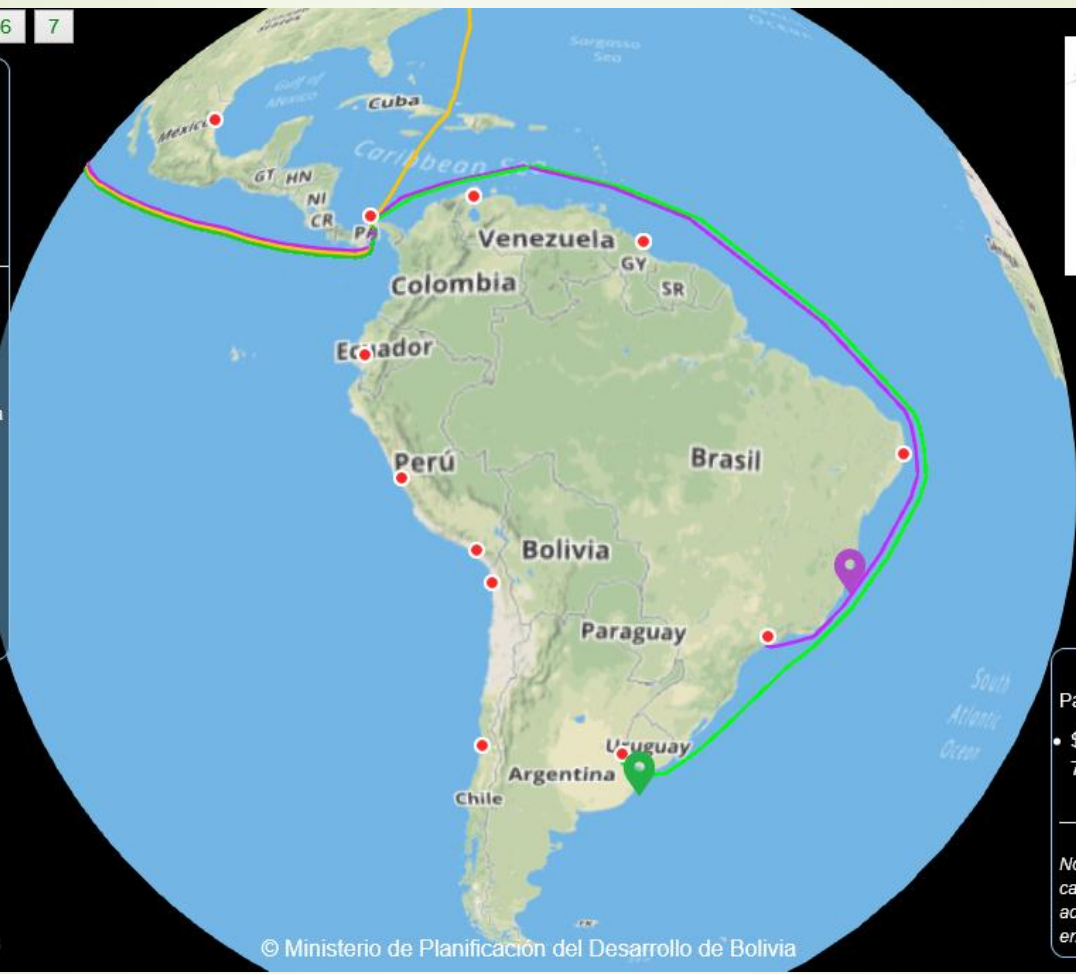 6 7
Sargasso
Sea
Gulf of
Mexico
Cuba
México
Caribbean Sea
GT HN
NI
CR
PA
Venezuela
GY
Colombia
SR
Ecuador
Perú
Brasil
Bolivia
Paraguay
South
Atlantic
Ocean
Uruguay
Argentina
Chile
© Ministerio de Planificación del Desarrollo de Bolivia